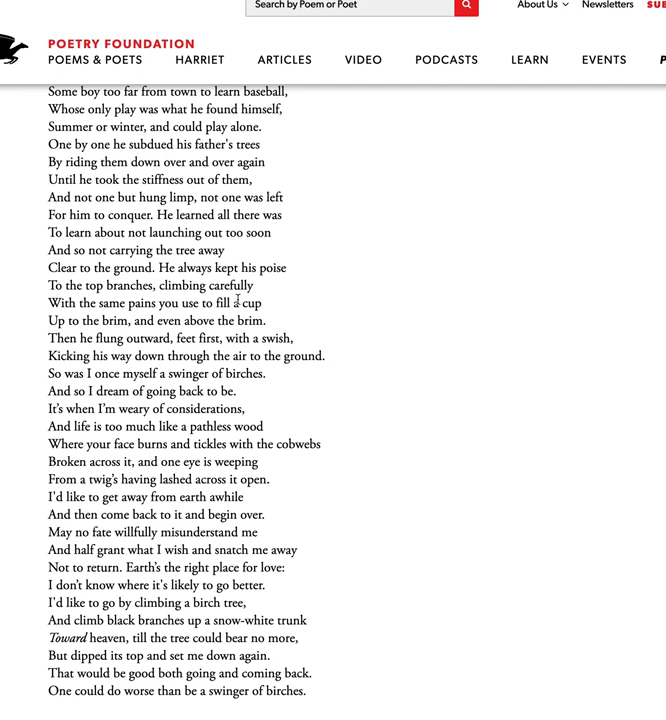 Search by Poem or Poet
About Us
Newsletters
POETRY FOUNDATION
POEMS & POETS
HARRIET
ARTICLES
VIDEO
PODCASTS
LEARN
EVENTS
Some boy too far from town to learn baseball,
Whose only play was what he found himself,
Summer or winter, and could play alone.
One by one he subdued his father's trees
By riding them down over and over again
Until he took the stiffness out of them,
And not one but hung limp, not one was left
For him to conquer. He learned all there was
To learn about not launching out too soon
And so not carrying the tree away
Clear to the ground. He always kept his poise
To the top branches, climbing carefully
With the same pains you use to fill a cup
Up to the brim, and even above the brim.
Then he flung outward, feet first, with a swish,
Kicking his way down through the air to the ground.
So was I once myself a swinger of birches.
And so I dream of going back to be.
It’s when I’m weary of considerations,
And life is too much like a pathless wood
Where your face burns and tickles with the cobwebs
Broken across it, and one eye is weeping
From a twig’s having lashed across it open.
I'd like to get away from earth awhile
And then come back to it and begin over.
May no fate willfully misunderstand me
And half grant what I wish and snatch me away
Not to return. Earth’s the right place for love:
I don’t know where it's likely to go better.
I'd like to go by climbing a birch tree,
And climb black branches up a snow-white trunk
Toward heaven, till the tree could bear no more,
But dipped its top and set me down again.
That would be good both going and coming back.
One could do worse than be a swinger of birches.